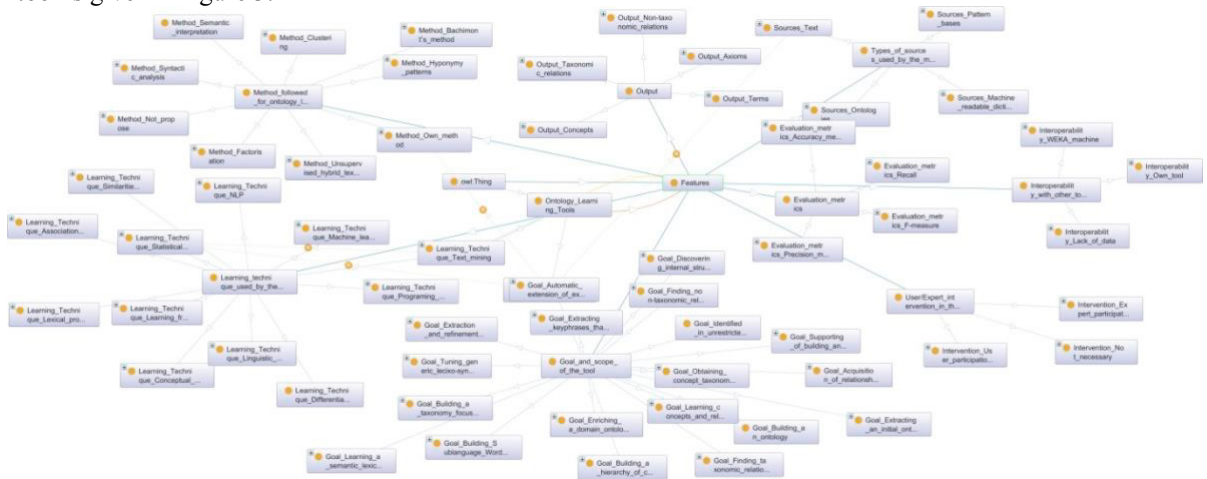 Method_Semantic
_interpretation
Method_Clusteri
ng
Method_Bachimon
t's_method
Method_Syntacti
c_analysis
Method_Hyponymy
_patterns
Method_followed
_for_ontology_l...
Method_Not_prop
ose
Method_Own_met
hod
Method_Factoris
ation
Method_Unsuperv
ised_hybrid_tex...
Output_Non-taxo
nomic_relations
Output_Taxonomi
c_relations
Output_Axioms
Output
Output_Terms
Output_Concepts
Sources_Pattern
_bases
Sources_Text
Types_of_source
s_used_by_the_m...
Sources_Machine
_readable_dicti...
Sources_Ontolog
ies
Evaluation_metr
ics_Accuracy_me...
Interoperabilit
y_WEKA_machine
Evaluation_metr
ics_Recall
Interoperabilit
y_Own_tool
Interoperabilit
y_with_other_to...
Interoperabilit
y_Lack_of_data
Evaluation_metr
ics
Evaluation_metr
ics_F-measure
Evaluation_metr
ics_Precision_m...
owl:Thing
Features
Ontology_Learni
ng_Tools
Learning_Techni
que_Similaritie...
Learning_Techni
que_NLP
Learning_Techni
que_Association...
Learning_Techni
que_Statistical...
Learning_Techni
que_Machine_lea...
Learning_Techni
que_Text_mining
Learning_techni
que_used_by_the...
Learning_Techni
que_Programing_...
Learning_Techni
que_Lexical_pro...
Learning_Techni
que_Learning_fr...
Learning_Techni
que_Linguistic_...
Learning_Techni
que_Conceptual_...
Learning_Techni
que_Differentia...
Goal_Discoverin
g_internal_stru...
Goal_Automatic_
extension_of_ex...
Goal_Finding_no
n-taxonomic_rel...
Goal_Extracting
_keyphrases_tha...
Goal_Extraction
_and_refinement...
Goal_Identified
_in_unrestricte...
Goal_Supporting
_of_building_an...
Goal_Tuning_gen
eric_lecixo-syn...
Goal_and_scope_
of_the_tool
Goal_Obtaining_
concept_taxonom...
Goal_Acquisitio
n_of_relationsh...
Goal_Building_a
_taxonomy_focus...
Goal_Enriching_
a_domain_ontolo...
Goal_Learning_c
oncepts_and_rel...
Goal_Extracting
_an_initial_ont...
Goal_Building_S
ublanguage_Word...
Goal_Building_a
n_ontology
Goal_Learning_a
_semantic_lexic...
Goal_Building_a
_hierarchy_of_c...
Goal_Finding_ta
xonomic_relatio...
User/Expert_int
ervention_in_th...
Intervention_Ex
pert_participat...
Intervention_Us
er_participatio...
Intervention_No
t_necessary